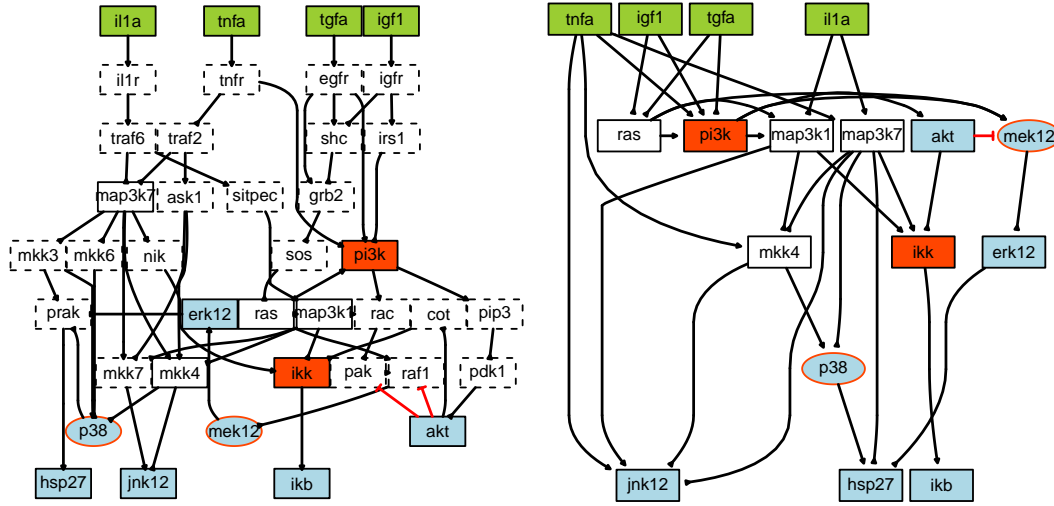 il1a tnfa tgfa igf1
il1r tnfr egfr igfr
traf6 traf2 shc irs1
map3k7 ask1 sitpec grb2
mkk3 mkk6 nik sos pi3k
prak erk12 ras map3k1 rac cot pip3
mkk7 mkk4 ikk pak raf1 pdk1
p38 mek12 akt
hsp27 jnk12 ikb
tnfa igf1 tgfa il1a
ras pi3k map3k1 map3k7 akt mek12
mkk4 ikk erk12
p38
jnk12 hsp27 ikb